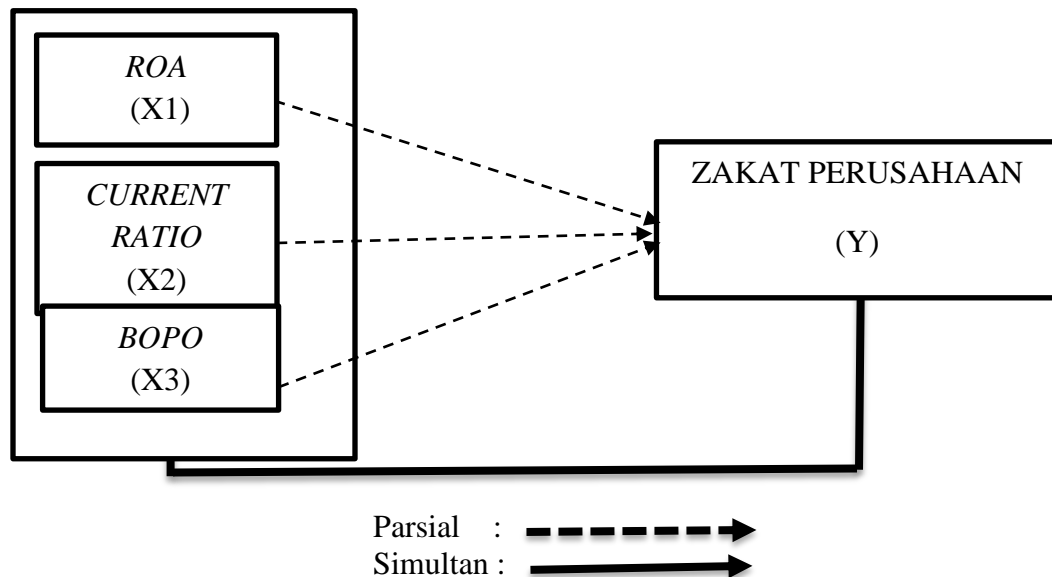 ROA
(X1)
CURRENT
RATIO
(X2)
BOPO
(X3)
ZAKAT PERUSAHAAN
(Y)
Parsial :
Simultan :